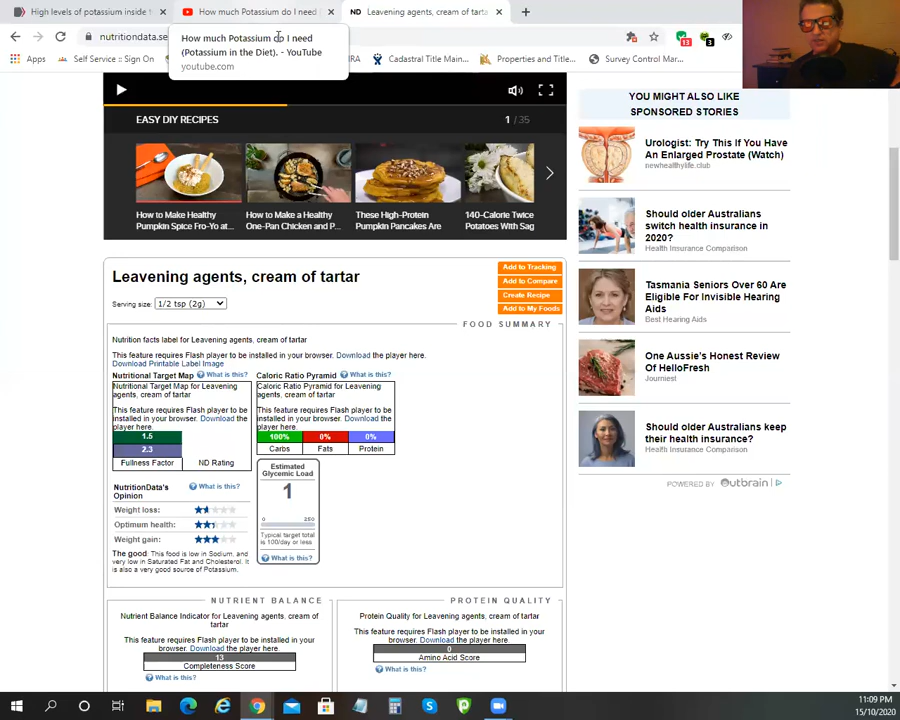 High levels of potassium inside t
How much Potassium do I need
ND Leavening agents, cream of tarta
nutritiondata.se
How much Potassium do I need
(Potassium in the Diet). - YouTube
youtube.com
13
3
Apps
Self Service :: Sign On
RA
Cadastral Title Main...
Properties and Title...
Survey Control Mar...
EASY DIY RECIPES
1 / 35
How to Make Healthy
Pumpkin Spice Fro-Yo at...
How to Make a Healthy
One-Pan Chicken and P...
These High-Protein
Pumpkin Pancakes Are
140-Calorie Twice
Potatoes With Sag
YOU MIGHT ALSO LIKE
SPONSORED STORIES
Urologist: Try This If You Have
An Enlarged Prostate (Watch)
newhealthylife.club
Should older Australians
switch health insurance in
2020?
Health Insurance Comparison
Tasmania Seniors Over 60 Are
Eligible For Invisible Hearing
Aids
Best Hearing Aids
One Aussie's Honest Review
Of HelloFresh
Journiest
Should older Australians keep
their health insurance?
Health Insurance Comparison
POWERED BY Outbrain
Leavening agents, cream of tartar
Add to Tracking
Add to Compare
Create Recipe
Add to My Foods
Serving size: 1/2 tsp (2g)
FOOD SUMMARY
Nutrition facts label for Leavening agents, cream of tartar
This feature requires Flash player to be installed in your browser. Download the player here.
Download Printable Label Image
Nutritional Target Map What is this?
Nutritional Target Map for Leavening
agents, cream of tartar
This feature requires Flash player to be
installed in your browser. Download the
player here.
1.5
2.3
Fullness Factor ND Rating
Caloric Ratio Pyramid What is this?
Caloric Ratio Pyramid for Leavening
agents, cream of tartar
This feature requires Flash player to be
installed in your browser. Download the
player here.
100% 0% 0%
Carbs Fats Protein
Estimated
Glycemic Load
1
0 250
Typical target total
is 100/day or less
What is this?
NutritionData's
Opinion
What is this?
Weight loss:
Optimum health:
Weight gain:
The good: This food is low in Sodium, and
very low in Saturated Fat and Cholesterol. It
is also a very good source of Potassium.
NUTRIENT BALANCE
Nutrient Balance Indicator for Leavening agents, cream of
tartar
This feature requires Flash player to be installed in your
browser. Download the player here.
13
Completeness Score
What is this?
PROTEIN QUALITY
Protein Quality for Leavening agents, cream of tartar
This feature requires Flash player to be installed in your
browser. Download the player here.
0
Amino Acid Score
What is this?
11:09 PM
15/10/2020